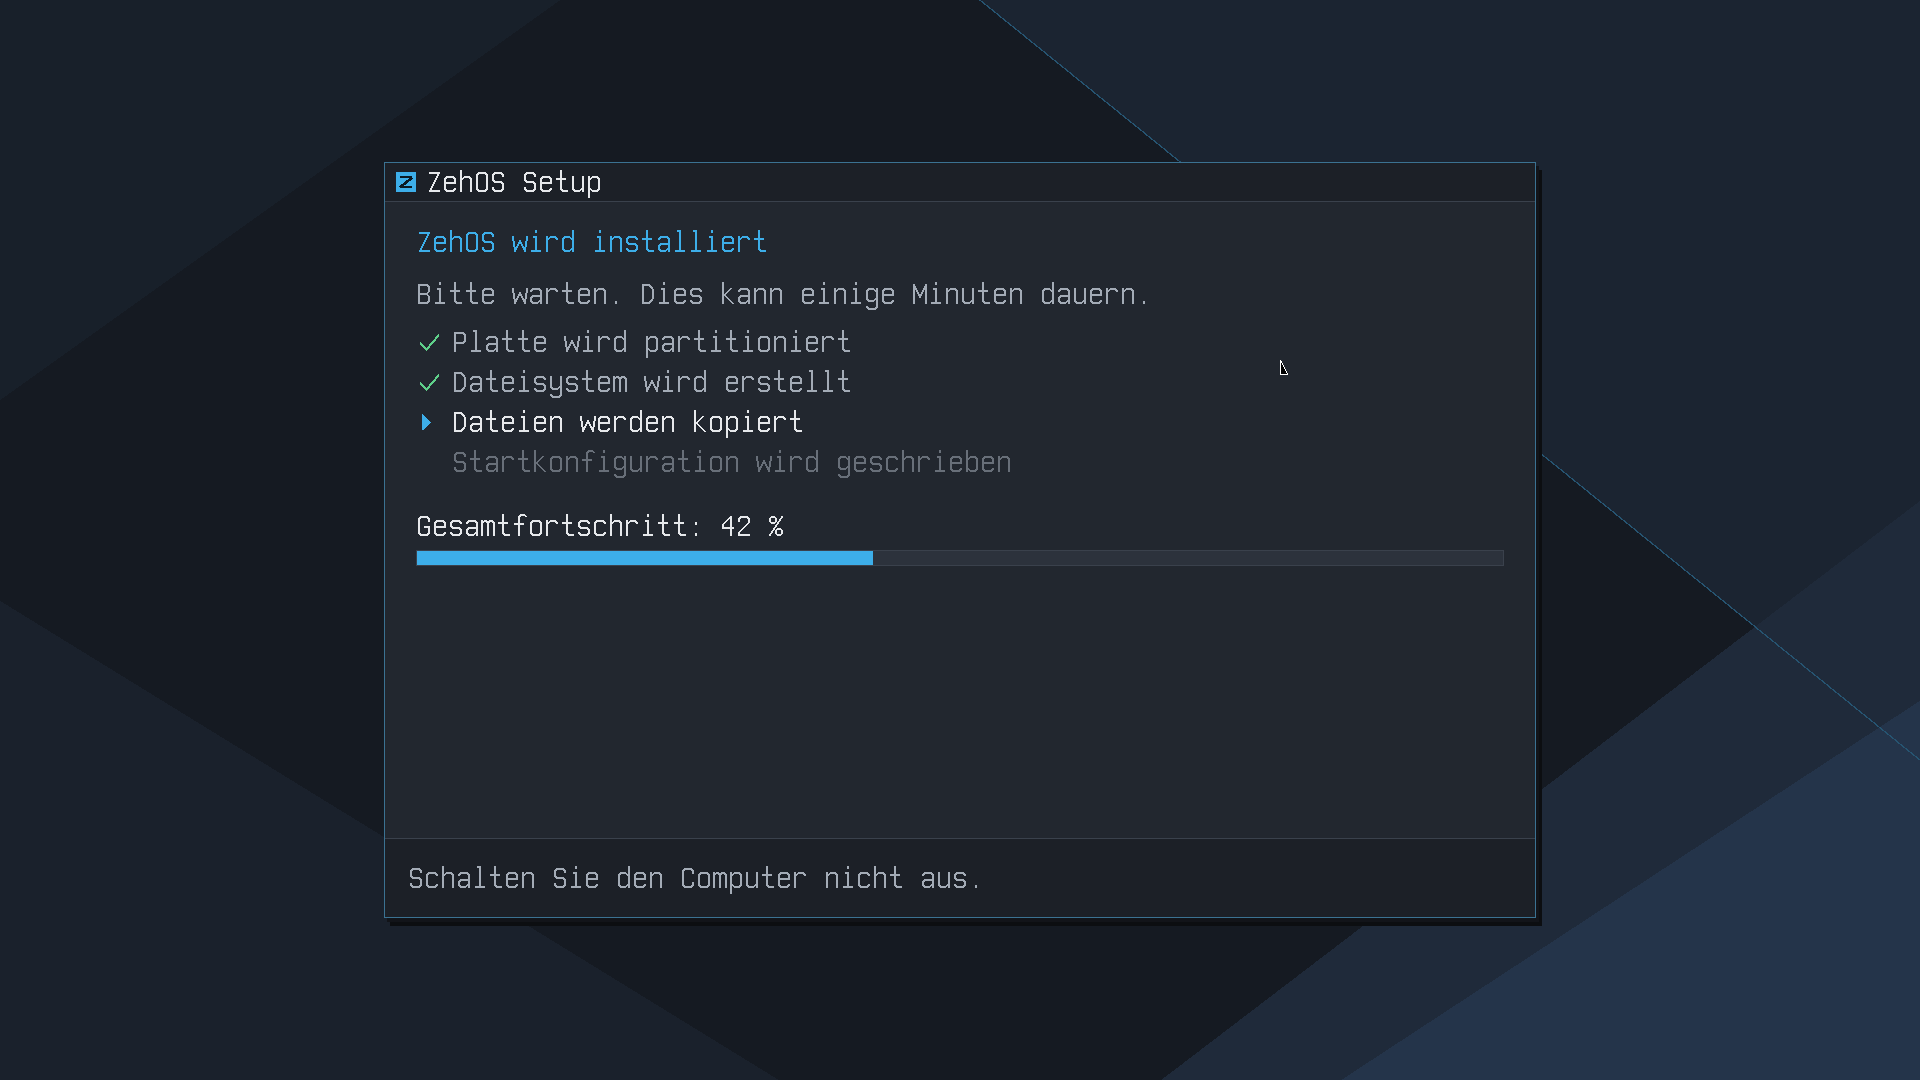 ZehOS Setup
ZehOS wird installiert
Bitte warten. Dies kann einige Minuten dauern.
Platte wird partitioniert
Dateisystem wird erstellt
Dateien werden kopiert
Startkonfiguration wird geschrieben
Gesamtfortschritt: 42 %
Schalten Sie den Computer nicht aus.